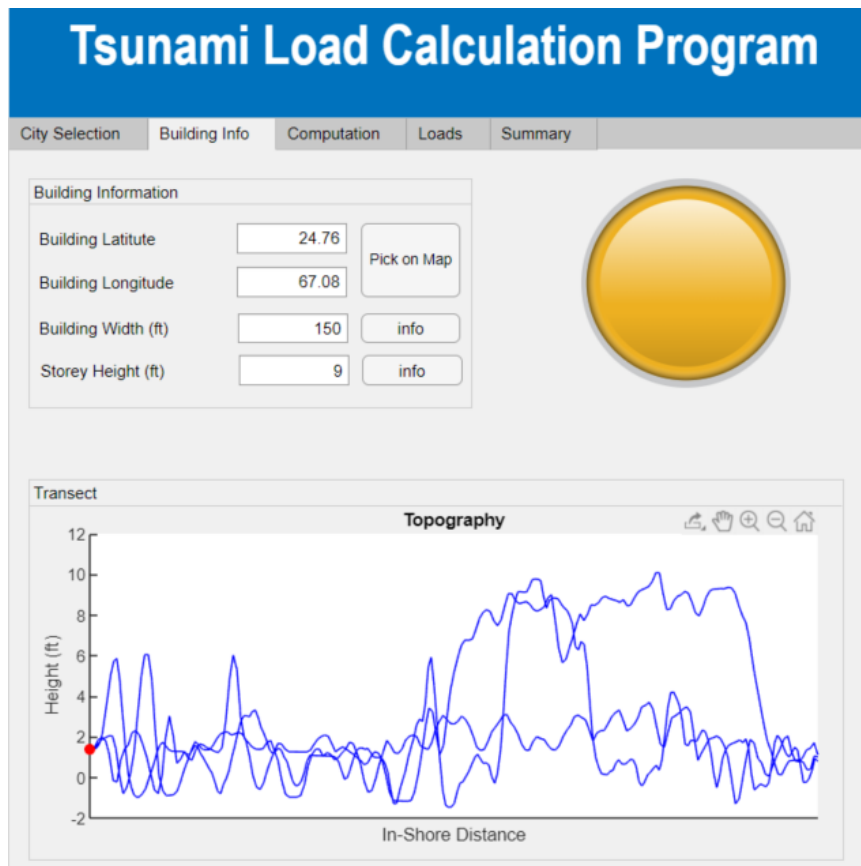 Tsunami Load Calculation Program
City Selection Building Info Computation Loads Summary
Building Information
Building Latitute 24.76
Pick on Map
Building Longitude 67.08
Building Width (ft) 150 info
Storey Height (ft) 9 info
Transect
Topography
12
10
8
6
4
2
0
-2
Height (ft)
In-Shore Distance